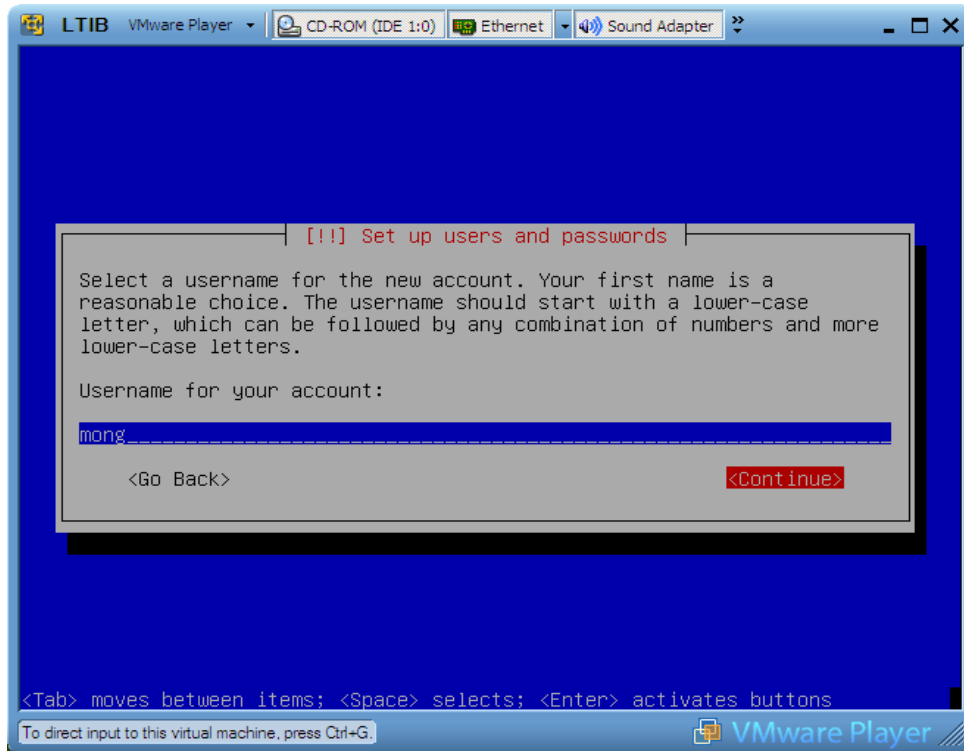 LTIB VMware Player CD-ROM (IDE 1:0) Ethernet Sound Adapter
[!!] Set up users and passwords
Select a username for the new account. Your first name is a
reasonable choice. The username should start with a lower-case
letter, which can be followed by any combination of numbers and more
lower-case letters.
Username for your account:
mong
<Go Back> <Continue>
<Tab> moves between items; <Space> selects; <Enter> activates buttons
To direct input to this virtual machine, press Ctrl+G. VMware Player